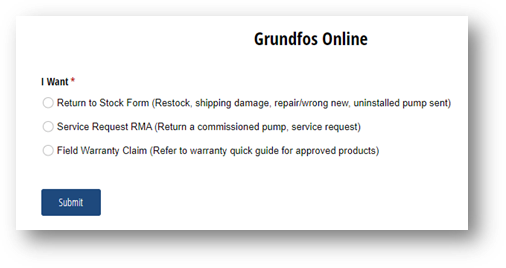 Grundfos Online
I Want *
Return to Stock Form (Restock, shipping damage, repair/wrong new, uninstalled pump sent)
Service Request RMA (Return a commissioned pump, service request)
Field Warranty Claim (Refer to warranty quick guide for approved products)
Submit